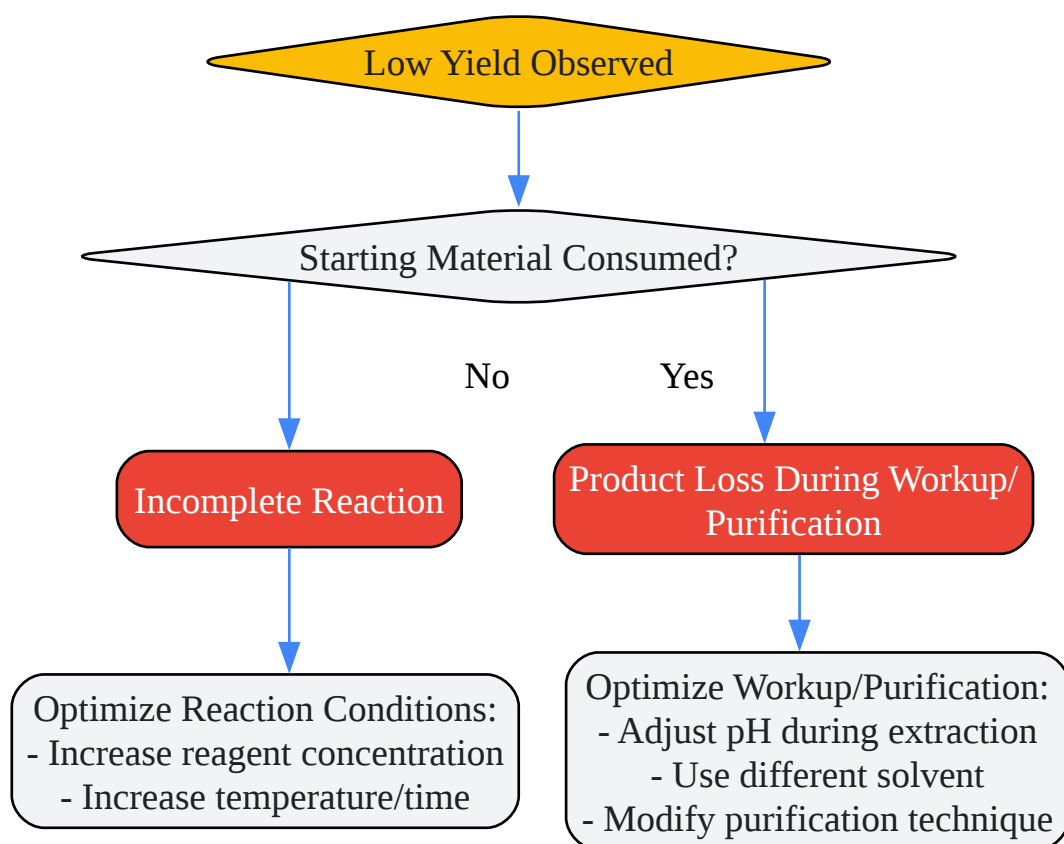 Low Yield Observed
Starting Material Consumed?
No
Yes
Incomplete Reaction
Product Loss During Workup/
Purification
Optimize Reaction Conditions:
- Increase reagent concentration
- Increase temperature/time
Optimize Workup/Purification:
- Adjust pH during extraction
- Use different solvent
- Modify purification technique